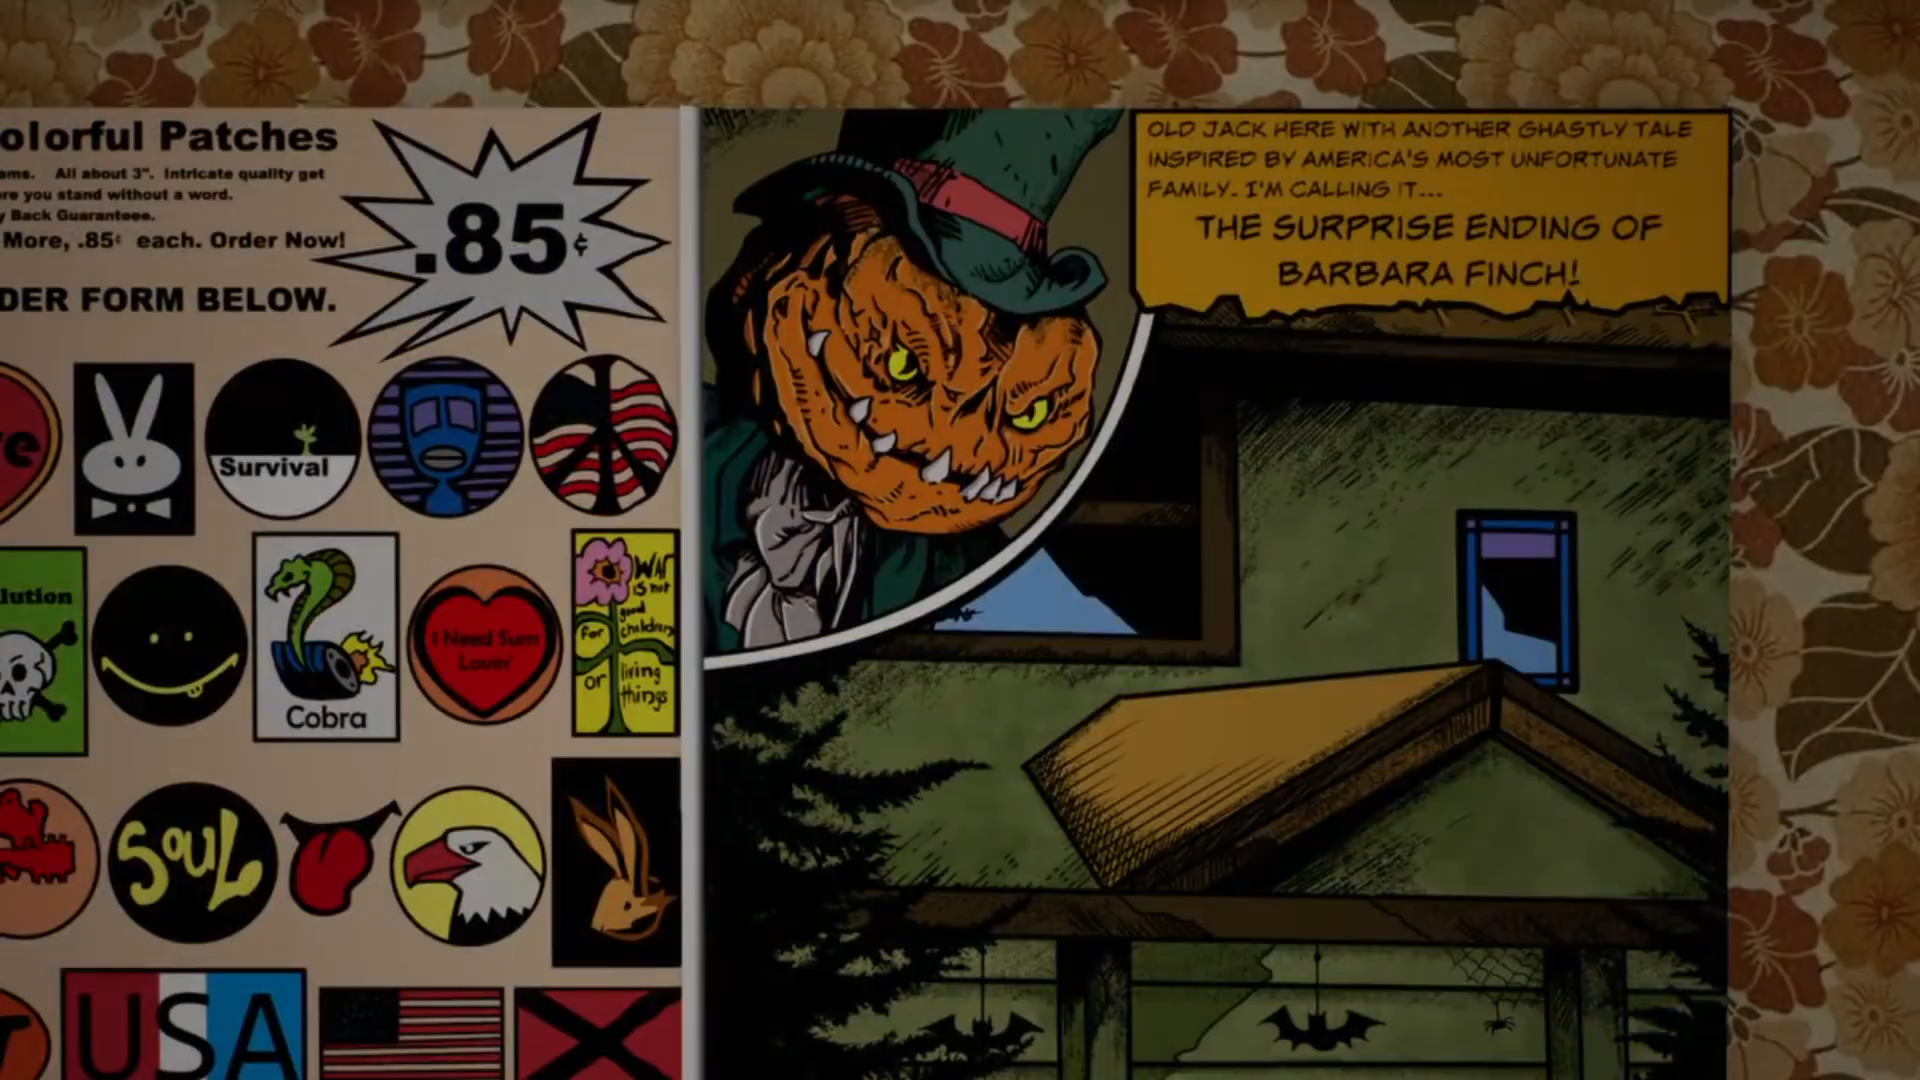 olorful Patches
ems. All about 3". Intricate quality get
re you stand without a word.
y Back Guaranteee.
More, .85¢ each. Order Now!
DER FORM BELOW.
.85¢
ve
Survival
lution
Cobra
I Need Sum
Lovin'
War
is not
good
for children
or living
things
SOUL
USA
OLD JACK HERE WITH ANOTHER GHASTLY TALE
INSPIRED BY AMERICA'S MOST UNFORTUNATE
FAMILY. I'M CALLING IT...
THE SURPRISE ENDING OF
BARBARA FINCH!